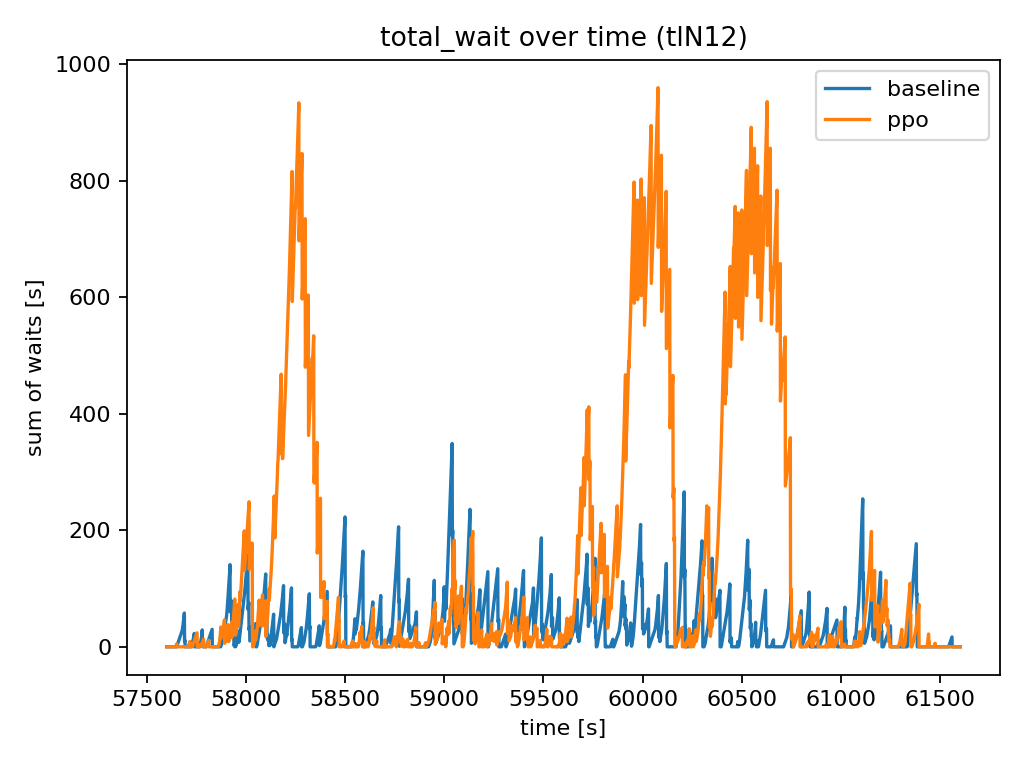 total_wait over time (tlN12)
1000
800
600
400
200
0
sum of waits [s]
baseline
ppo
57500 58000 58500 59000 59500 60000 60500 61000 61500
time [s]